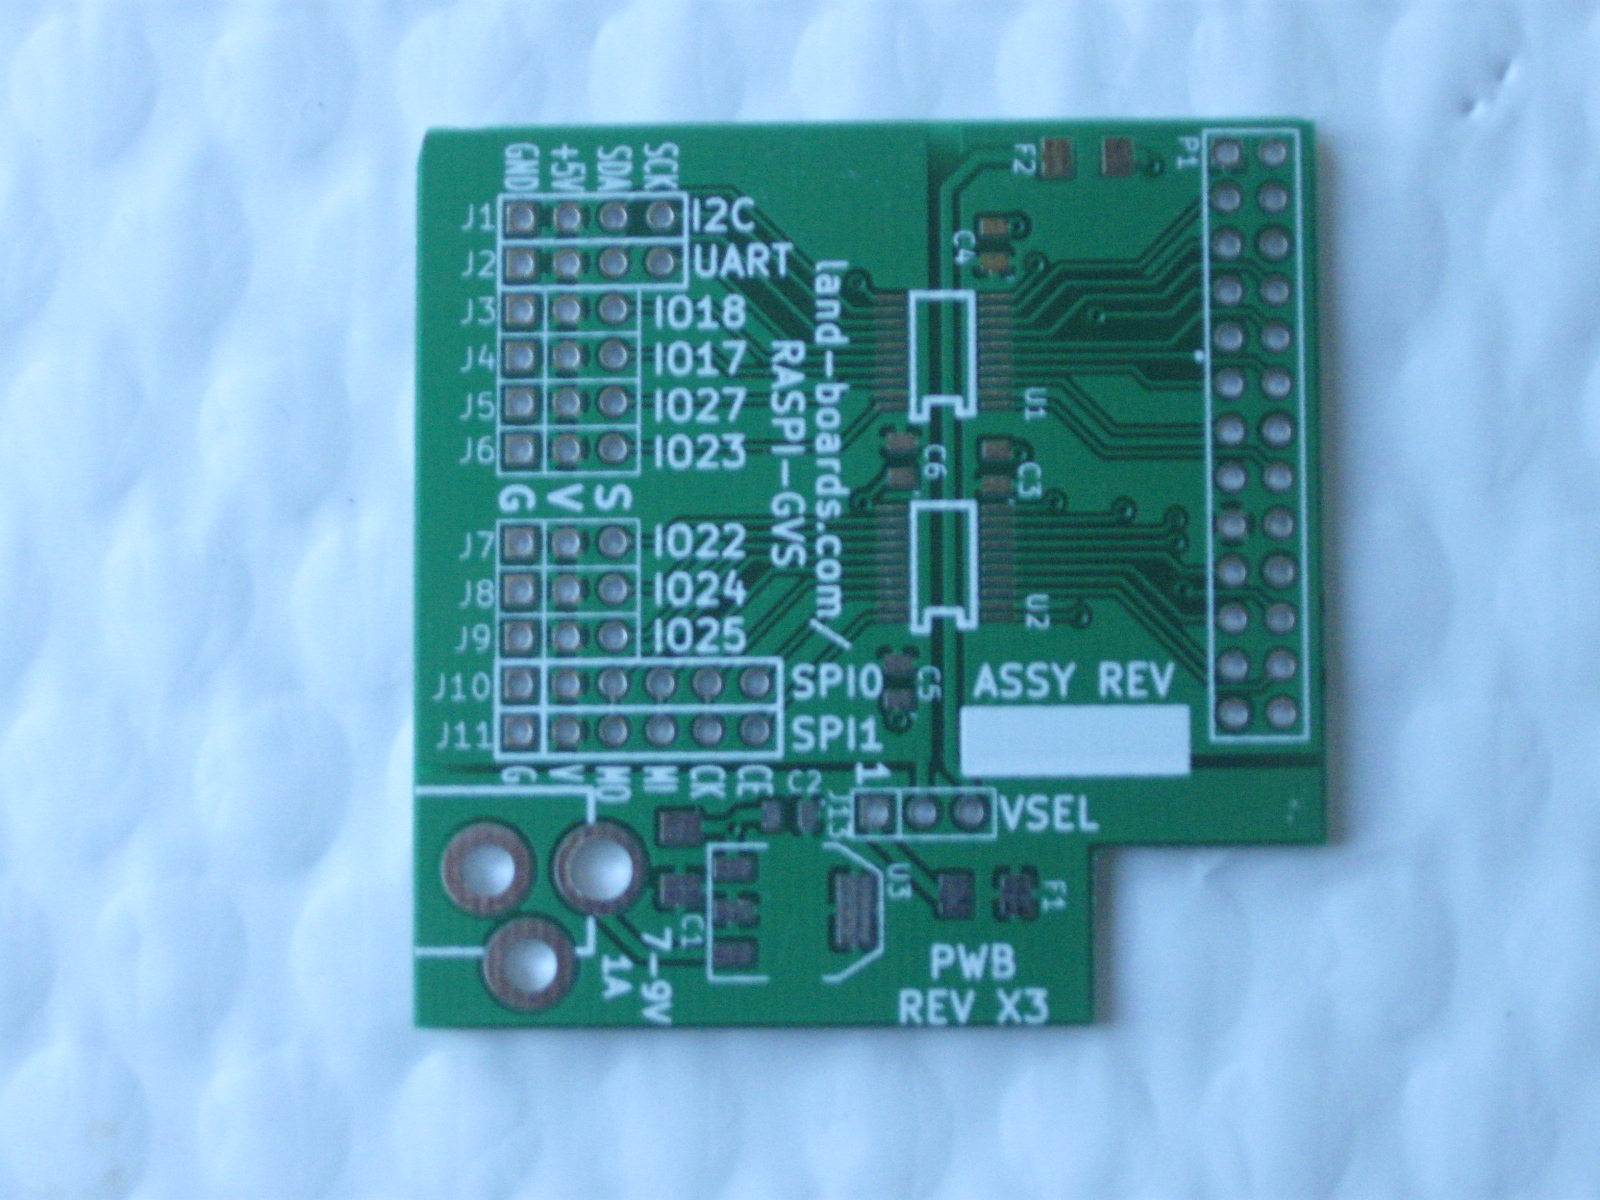 GND +5V SDA SCK
F2
P1
J1 I2C
C4
J2 UART
J3 IO18
J4 IO17
J5 IO27
U1
J6 IO23
C6
C3
G V S
land-boards.com/
RASPI-GVS
J7 IO22
J8 IO24
U2
J9 IO25
J10 SPI0
C5
ASSY REV
J11 SPI1
G V MO MI CK CE
C2
1
J13
VSEL
U3
F1
C1
7-9V
1A
PWB
REV X3